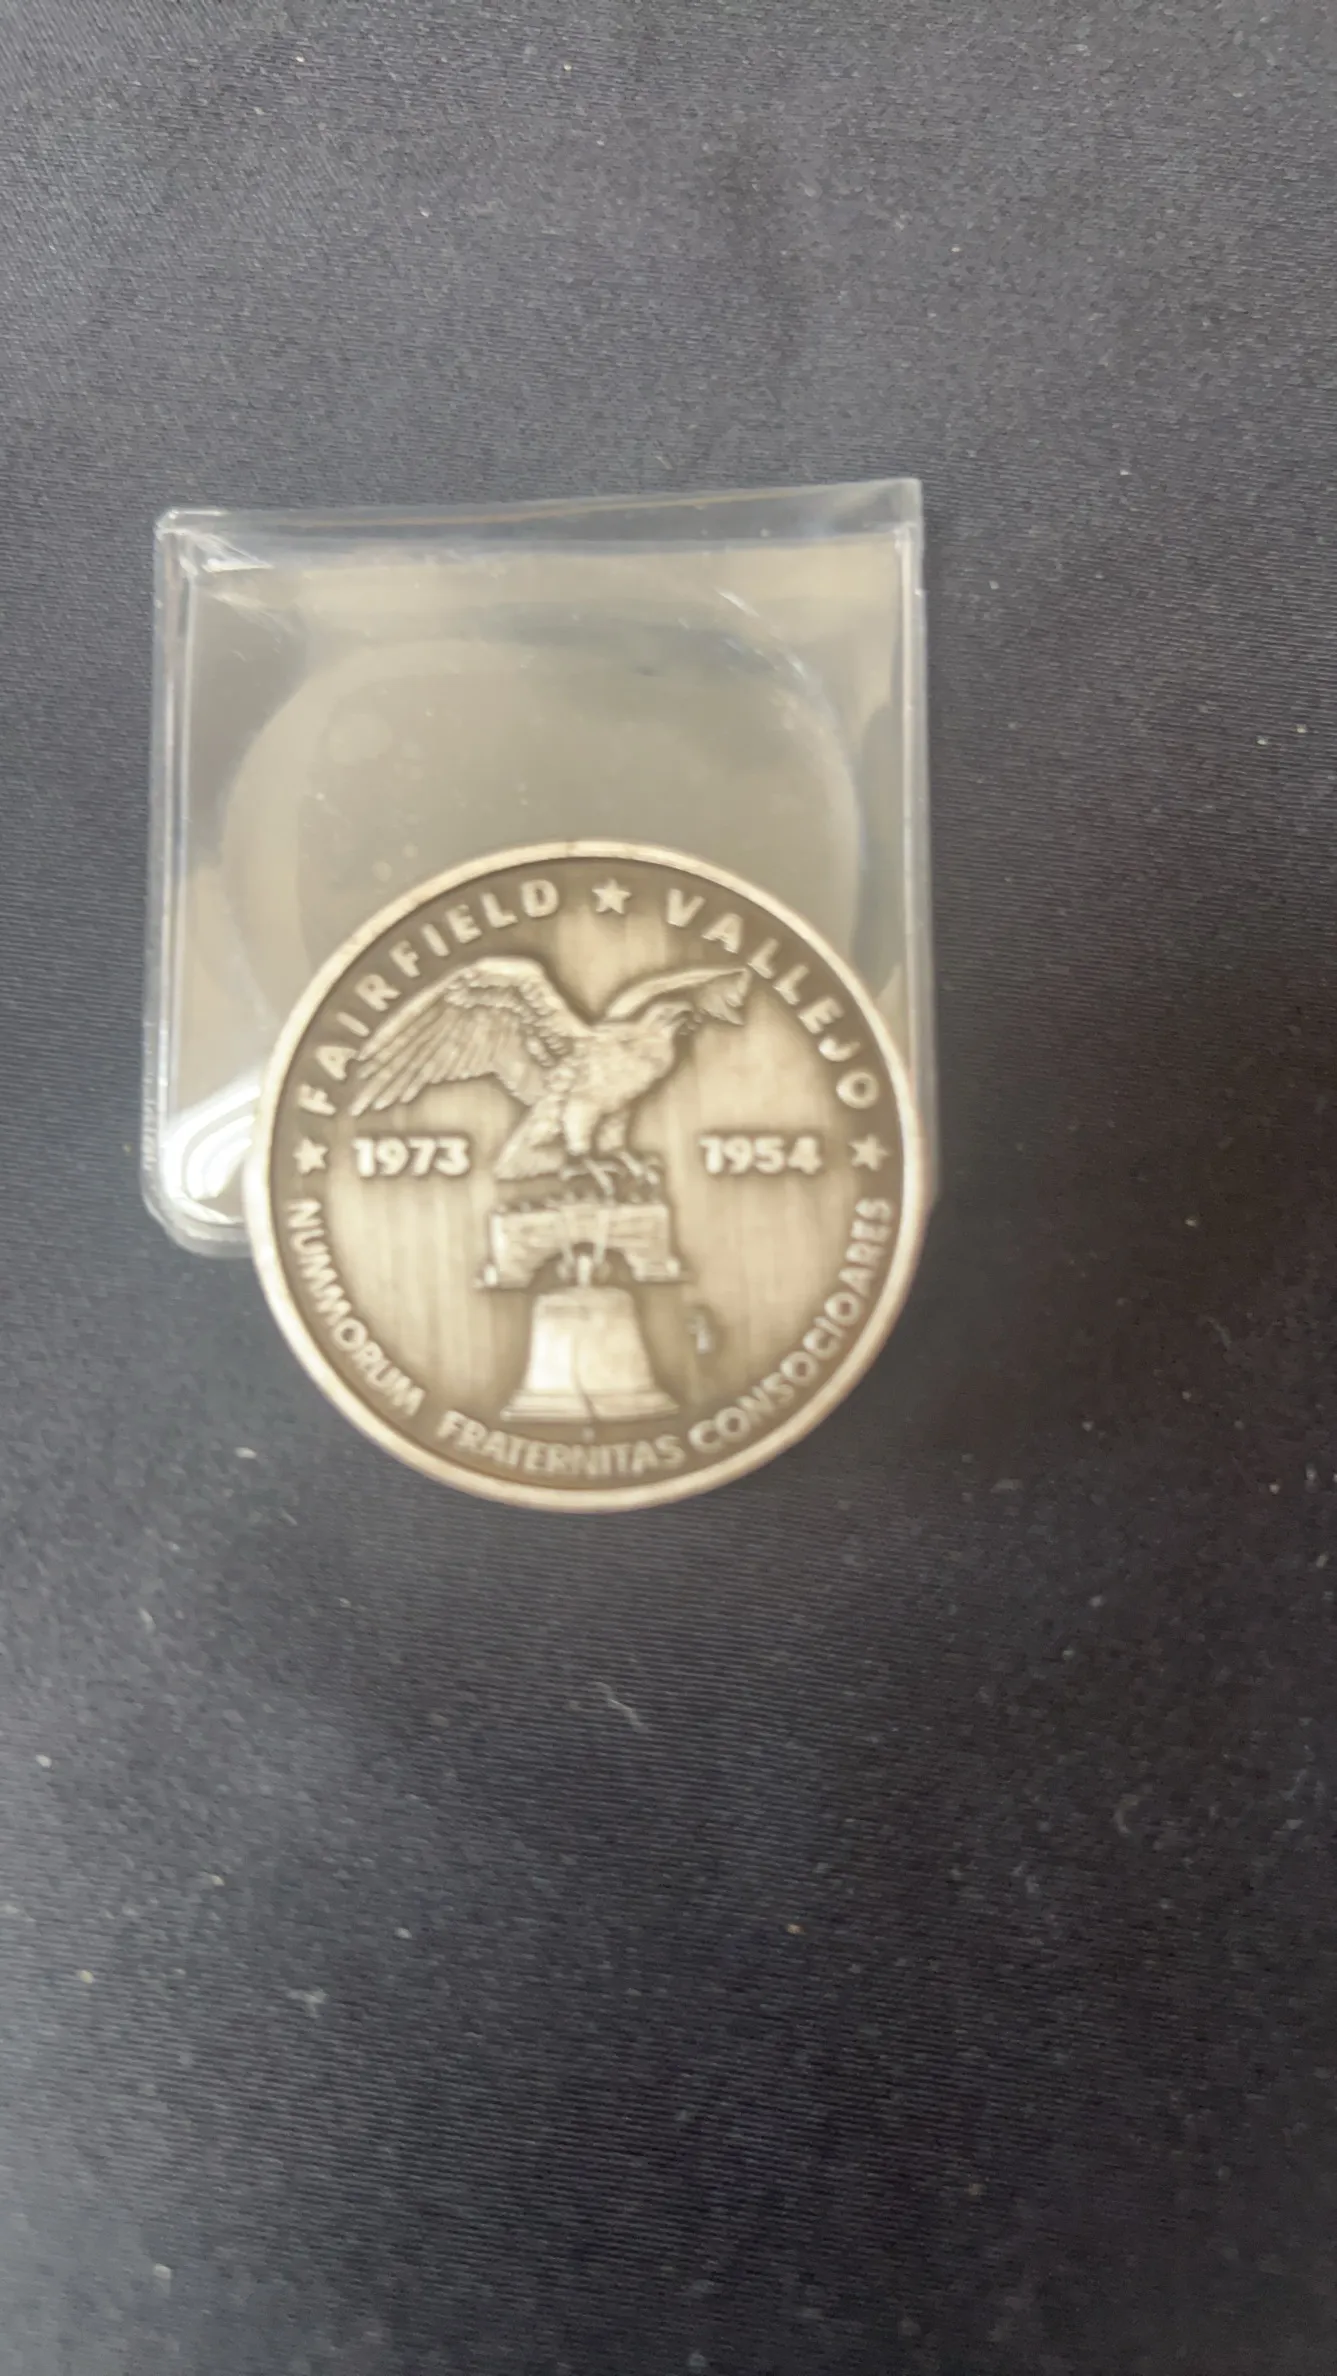 FAIRFIELD ★ VALLEJO
★ 1973 1954 ★
NUMMORUM FRATERNITAS CONSOCIOARES